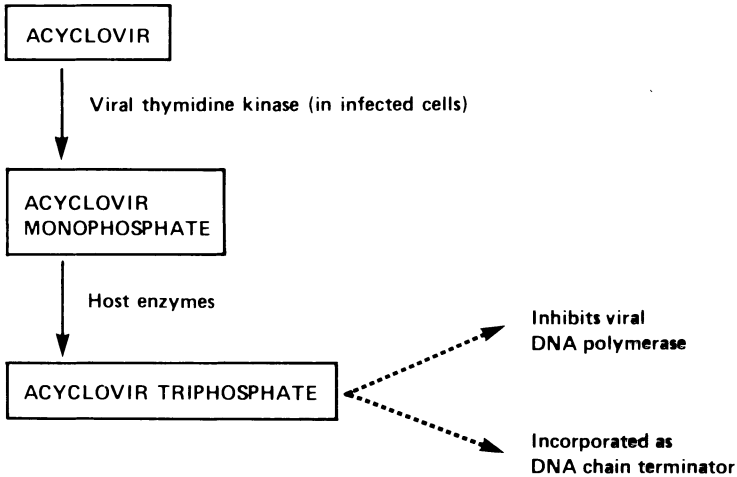 ACYCLOVIR
Viral thymidine kinase (in infected cells)
ACYCLOVIR
MONOPHOSPHATE
Host enzymes
ACYCLOVIR TRIPHOSPHATE
Inhibits viral
DNA polymerase
Incorporated as
DNA chain terminator